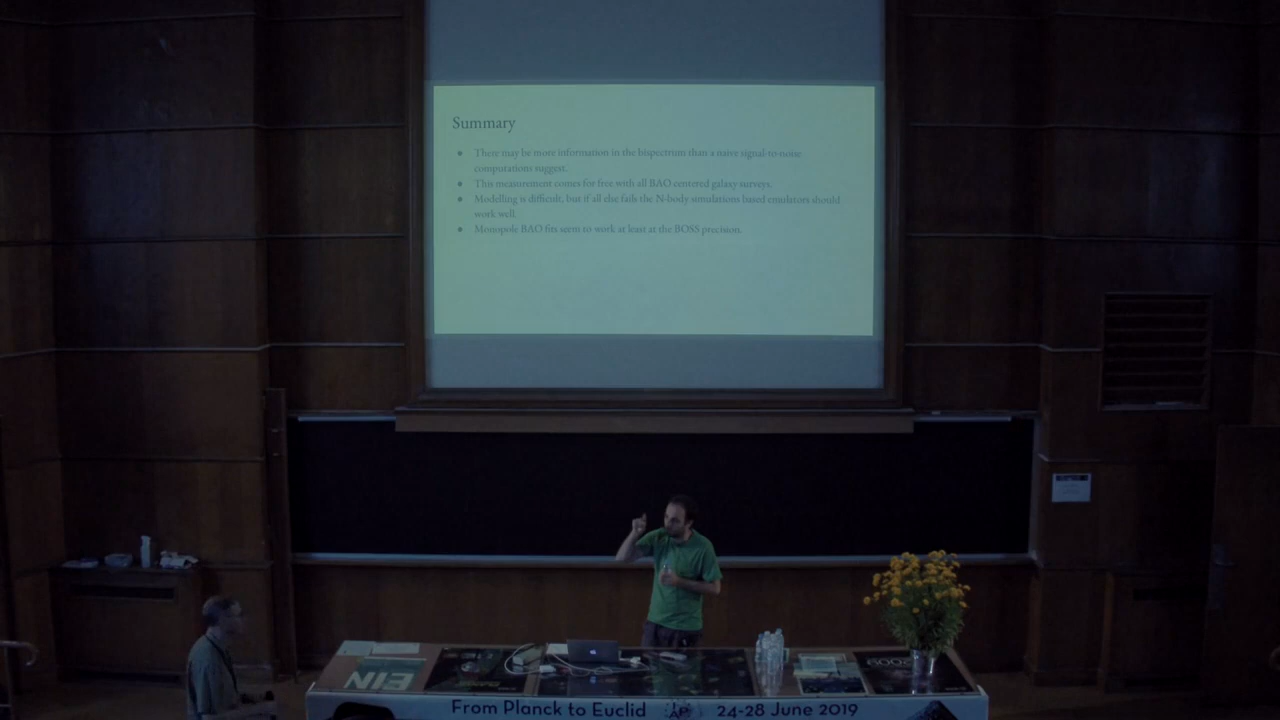 Summary
There may be more information in the bispectrum than a naive signal-to-noise
computations suggest.
This measurement comes for free with all BAO centered galaxy surveys.
Modelling is difficult, but if all else fails the N-body simulations based emulators should
work well.
Monopole BAO fits seem to work at least at the BOSS precision.
EIN
From Planck to Euclid 24-28 June 2019